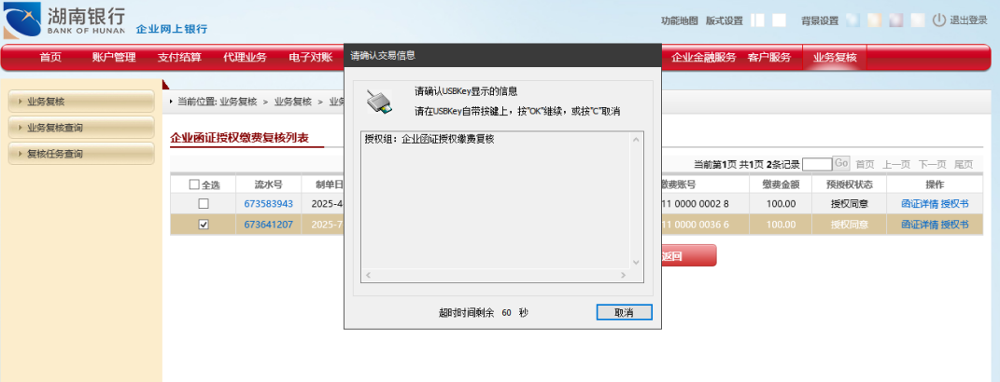 湖南银行
BANK OF HUNAN 企业网上银行
功能地图 版式设置 背景设置 退出登录
首页 账户管理 支付结算 代理业务 电子对账 企业金融服务 客户服务 业务复核
业务复核
业务复核查询
复核任务查询
当前位置: 业务复核 > 业务复核 > 业务
企业函证授权缴费复核列表
当前第1页 共1页 2条记录 Go 首页 上一页 下一页 尾页
全选 流水号 制单日 缴费账号 缴费金额 预授权状态 操作
673583943 2025-4 11 0000 0002 8 100.00 授权同意 函证详情 授权书
673641207 2025-7 11 0000 0036 6 100.00 授权同意 函证详情 授权书
返回
请确认交易信息
请确认USBKey显示的信息
请在USBKey自带按键上，按"OK"继续，或按"C"取消
授权组：企业函证授权缴费复核
超时时间剩余 60 秒
取消